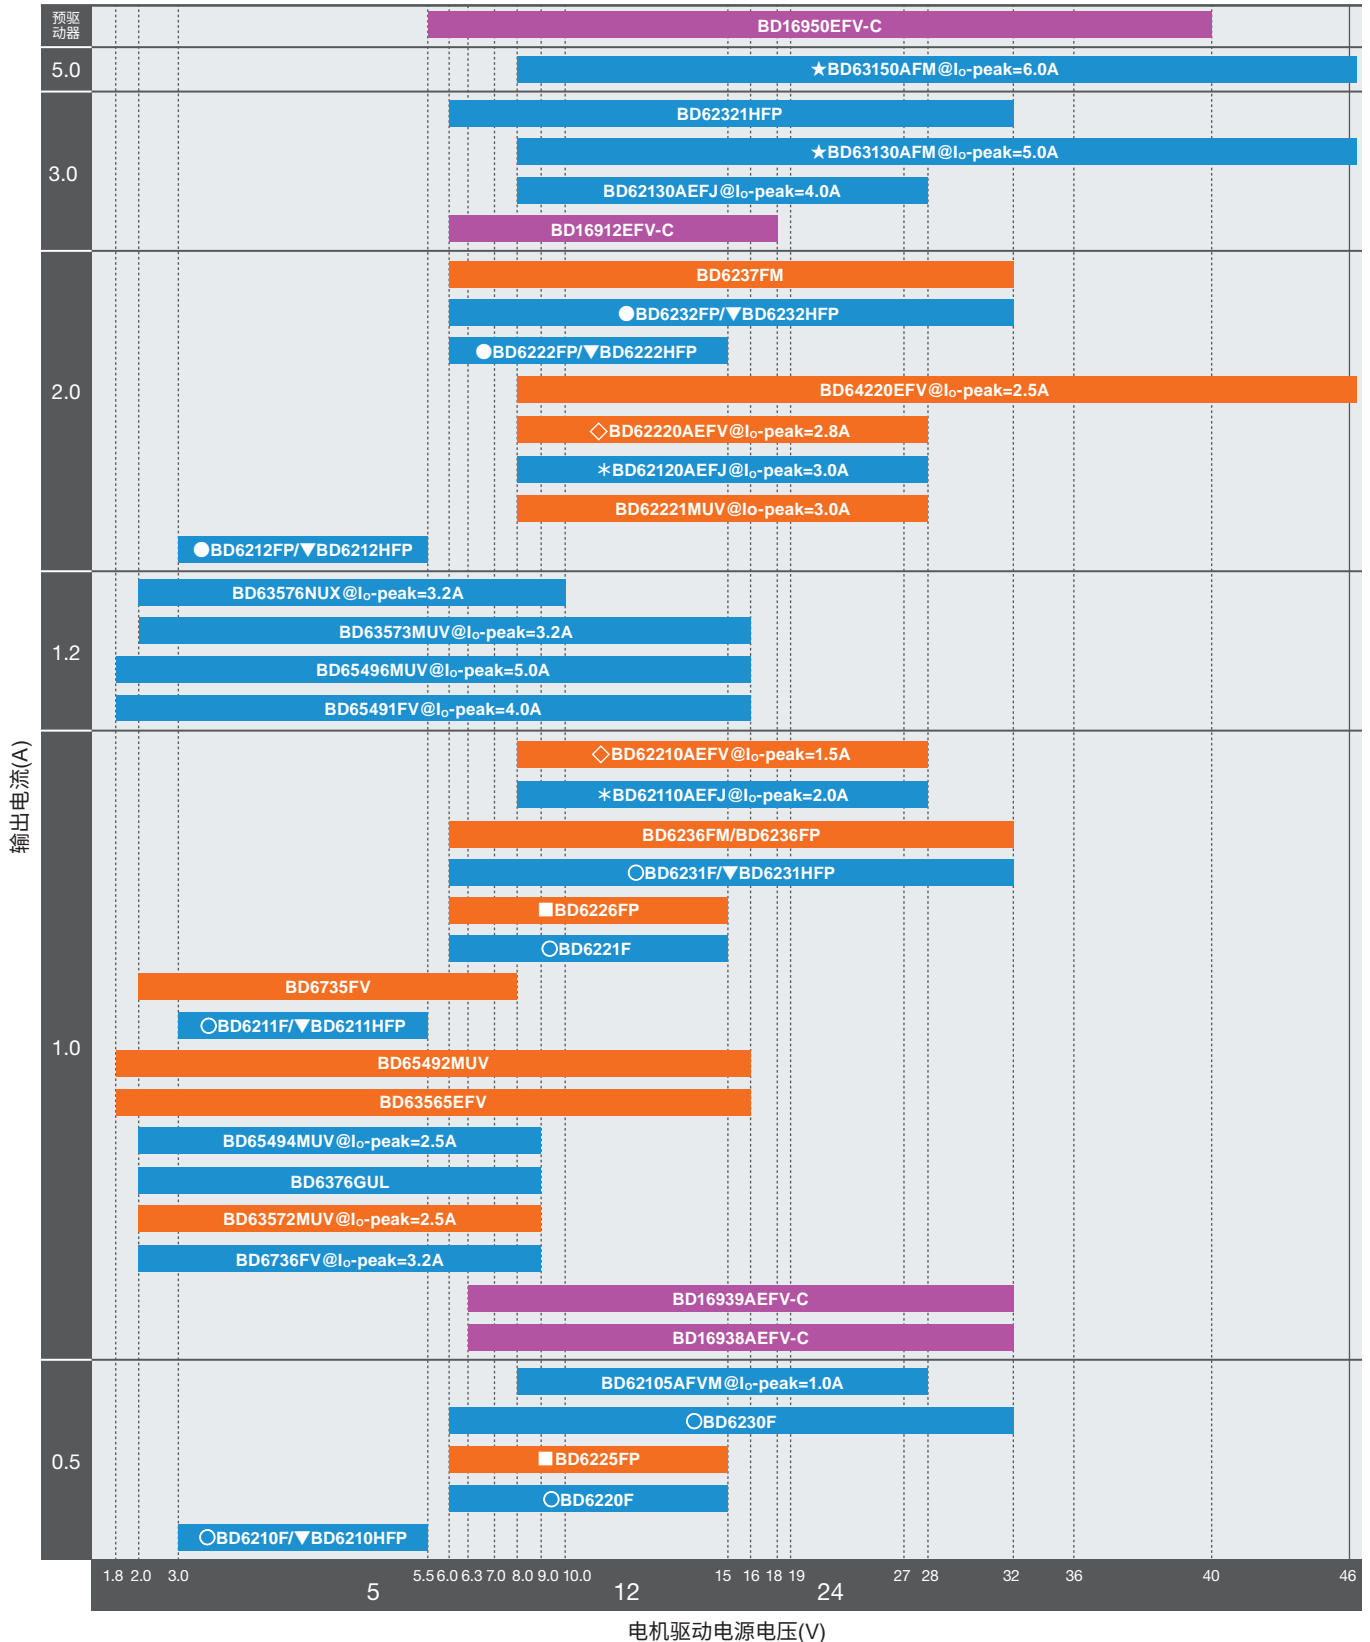 预驱
动器
BD16950EFV-C
5.0
★BD63150AFM@Io-peak=6.0A
3.0
BD62321HFP
★BD63130AFM@Io-peak=5.0A
BD62130AEFJ@Io-peak=4.0A
BD16912EFV-C
2.0
BD6237FM
●BD6232FP/▼BD6232HFP
●BD6222FP/▼BD6222HFP
BD64220EFV@Io-peak=2.5A
◇BD62220AEFV@Io-peak=2.8A
＊BD62120AEFJ@Io-peak=3.0A
BD62221MUV@Io-peak=3.0A
●BD6212FP/▼BD6212HFP
1.2
BD63576NUX@Io-peak=3.2A
BD63573MUV@Io-peak=3.2A
BD65496MUV@Io-peak=5.0A
BD65491FV@Io-peak=4.0A
输出电流(A)
1.0
◇BD62210AEFV@Io-peak=1.5A
＊BD62110AEFJ@Io-peak=2.0A
BD6236FM/BD6236FP
○BD6231F/▼BD6231HFP
■BD6226FP
○BD6221F
BD6735FV
○BD6211F/▼BD6211HFP
BD65492MUV
BD63565EFV
BD65494MUV@Io-peak=2.5A
BD6376GUL
BD63572MUV@Io-peak=2.5A
BD6736FV@Io-peak=3.2A
BD16939AEFV-C
BD16938AEFV-C
0.5
BD62105AFVM@Io-peak=1.0A
○BD6230F
■BD6225FP
○BD6220F
○BD6210F/▼BD6210HFP
1.8 2.0 3.0 5.5 6.0 6.3 7.0 8.0 9.0 10.0 15 16 18 19 27 28 32 36 40 46
5 12 24
电机驱动电源电压(V)